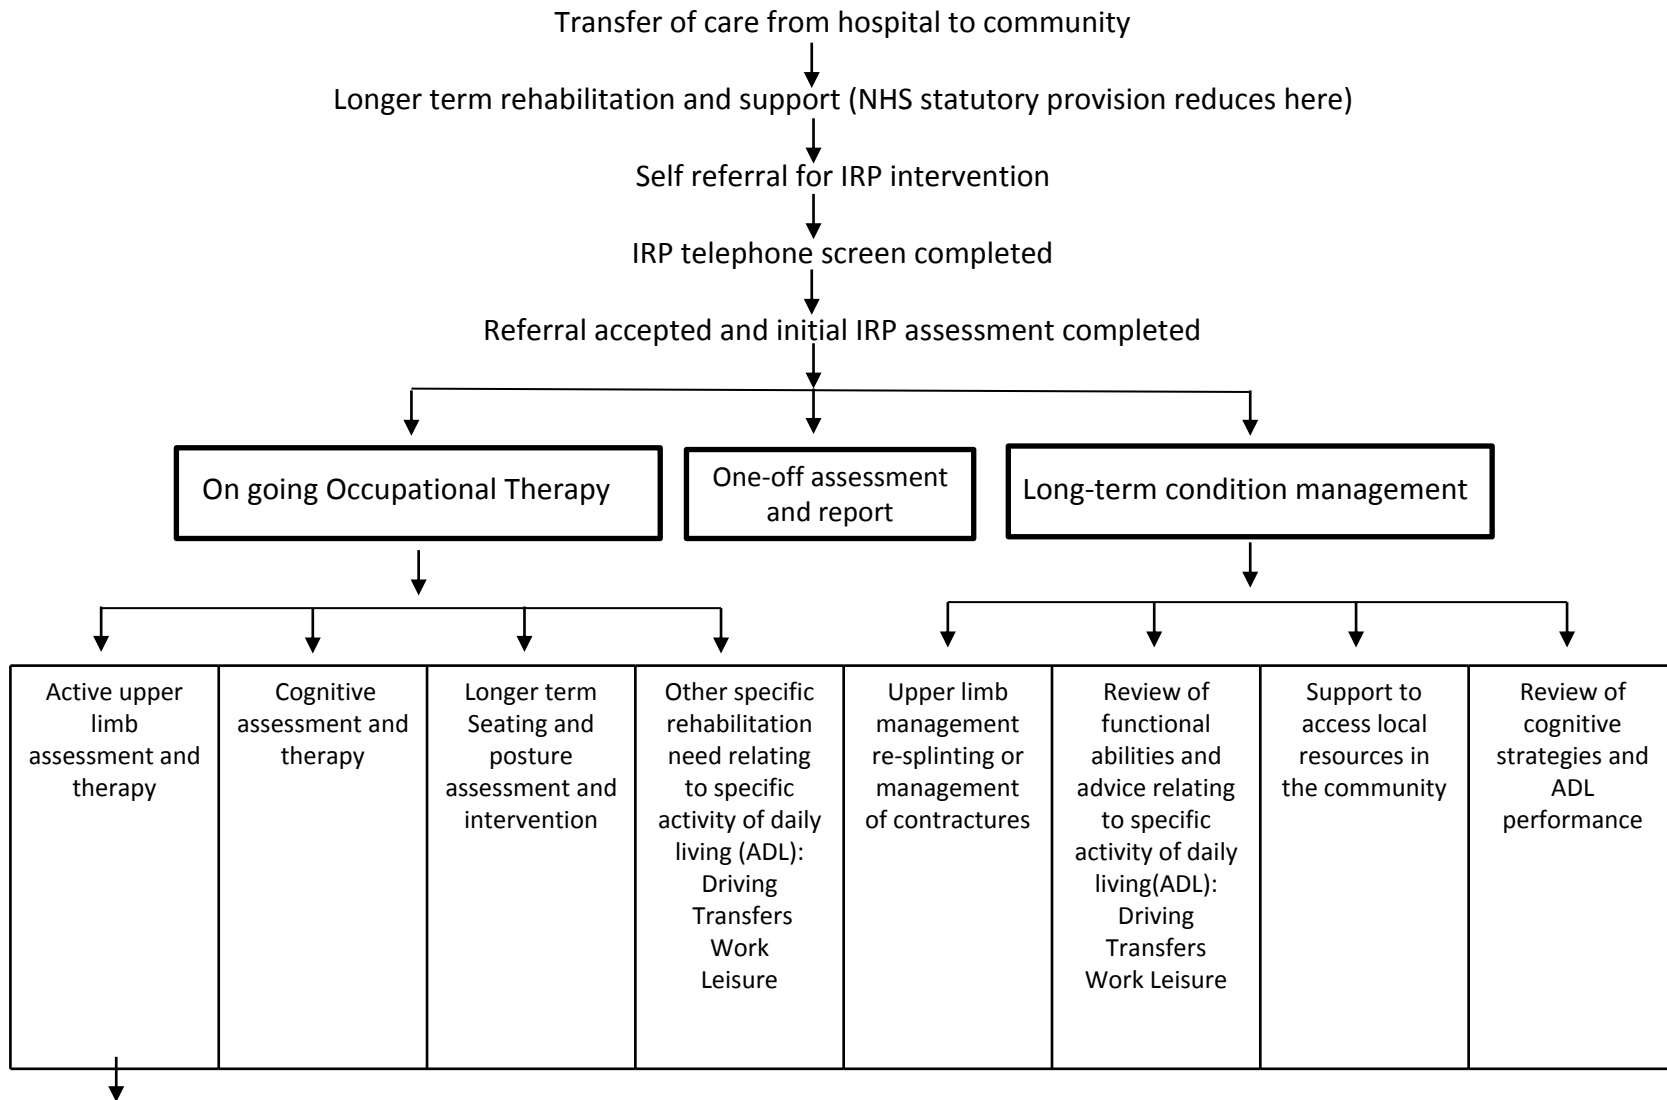 Transfer of care from hospital to community
Longer term rehabilitation and support (NHS statutory provision reduces here)
Self referral for IRP intervention
IRP telephone screen completed
Referral accepted and initial IRP assessment completed
On going Occupational Therapy
One-off assessment
and report
Long-term condition management
Active upper
limb
assessment and
therapy
Cognitive
assessment and
therapy
Longer term
Seating and
posture
assessment and
intervention
Other specific
rehabilitation
need relating
to specific
activity of daily
living (ADL):
Driving
Transfers
Work
Leisure
Upper limb
management
re-splinting or
management
of contractures
Review of
functional
abilities and
advice relating
to specific
activity of daily
living(ADL):
Driving
Transfers
Work Leisure
Support to
access local
resources in
the community
Review of
cognitive
strategies and
ADL
performance